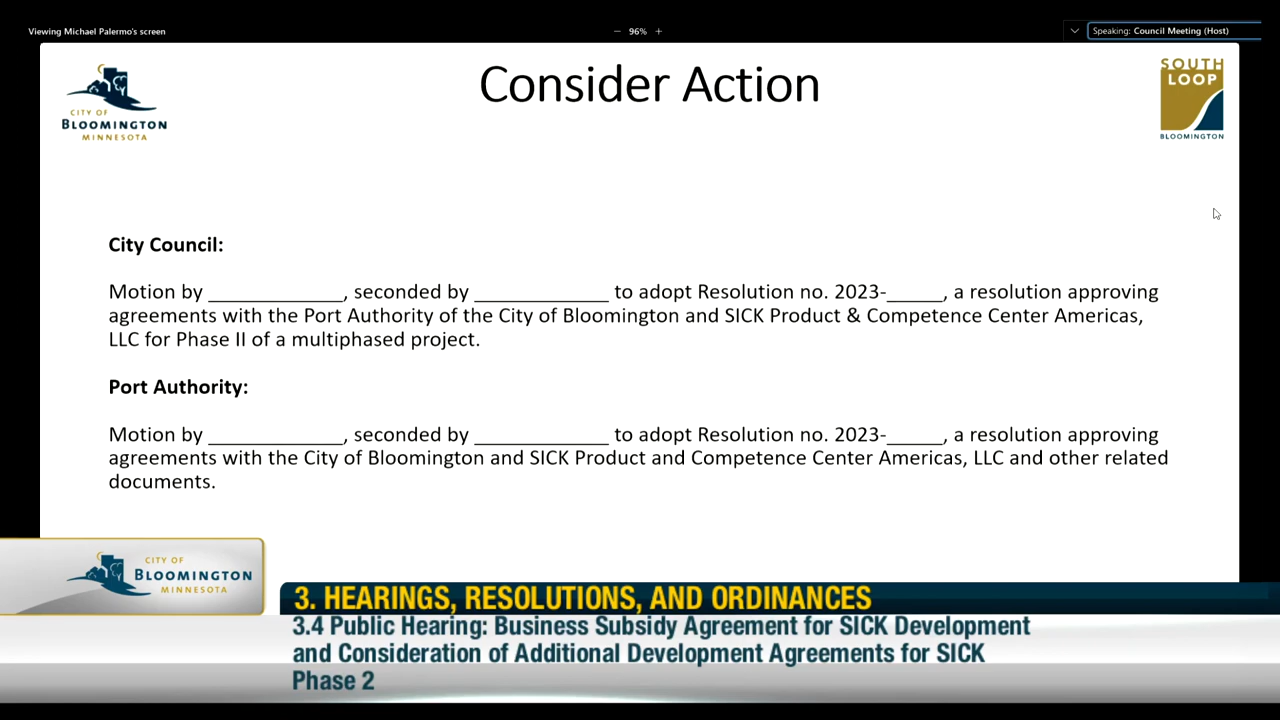 Viewing Michael Palermo's screen
− 96% +
Speaking: Council Meeting (Host)
CITY OF
BLOOMINGTON
MINNESOTA
Consider Action
SOUTH
LOOP
BLOOMINGTON
City Council:
Motion by _____________, seconded by _____________ to adopt Resolution no. 2023-_____, a resolution approving
agreements with the Port Authority of the City of Bloomington and SICK Product & Competence Center Americas,
LLC for Phase II of a multiphased project.
Port Authority:
Motion by _____________, seconded by _____________ to adopt Resolution no. 2023-_____, a resolution approving
agreements with the City of Bloomington and SICK Product and Competence Center Americas, LLC and other related
documents.
CITY OF
BLOOMINGTON
MINNESOTA
3. HEARINGS, RESOLUTIONS, AND ORDINANCES
3.4 Public Hearing: Business Subsidy Agreement for SICK Development
and Consideration of Additional Development Agreements for SICK
Phase 2